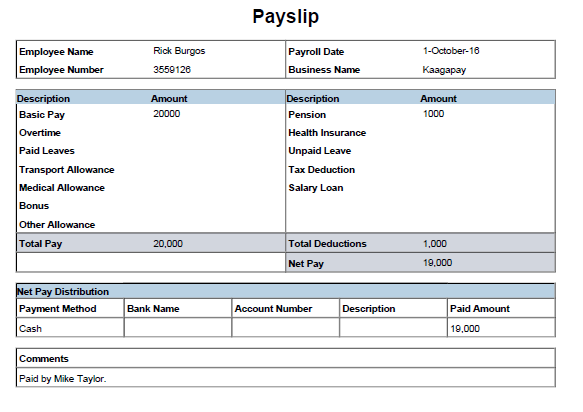 Payslip
Employee Name Rick Burgos Payroll Date 1-October-16
Employee Number 3559126 Business Name Kaagapay
Description Amount Description Amount
Basic Pay 20000 Pension 1000
Overtime Health Insurance
Paid Leaves Unpaid Leave
Transport Allowance Tax Deduction
Medical Allowance Salary Loan
Bonus
Other Allowance
Total Pay 20,000 Total Deductions 1,000
Net Pay 19,000
Net Pay Distribution
Payment Method Bank Name Account Number Description Paid Amount
Cash 19,000
Comments
Paid by Mike Taylor.